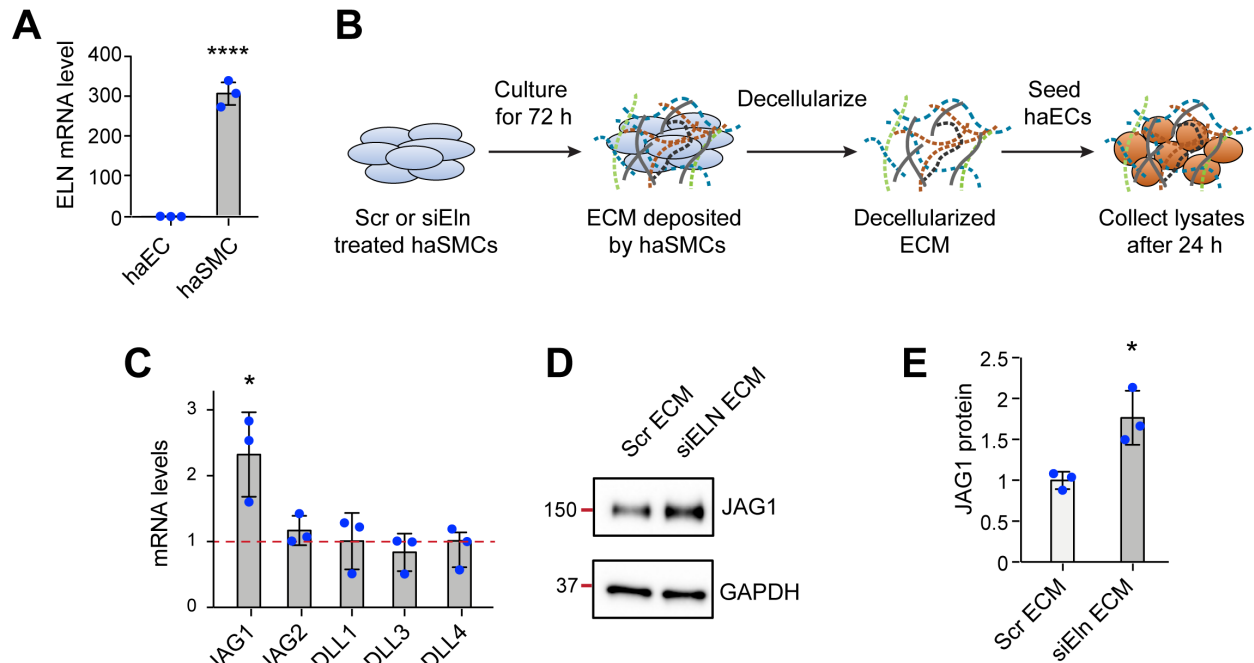 A
ELN mRNA level
400
300
200
100
0
****
haEC
haSMC
B
Culture
for 72 h
Decellularize
Seed
haECs
Scr or siEln
treated haSMCs
ECM deposited
by haSMCs
Decellularized
ECM
Collect lysates
after 24 h
C
mRNA levels
3
2
1
0
*
JAG1
JAG2
DLL1
DLL3
DLL4
D
Scr ECM
siELN ECM
150
JAG1
37
GAPDH
E
JAG1 protein
2.5
2
1.5
1
0.5
0
*
Scr ECM
siEln ECM